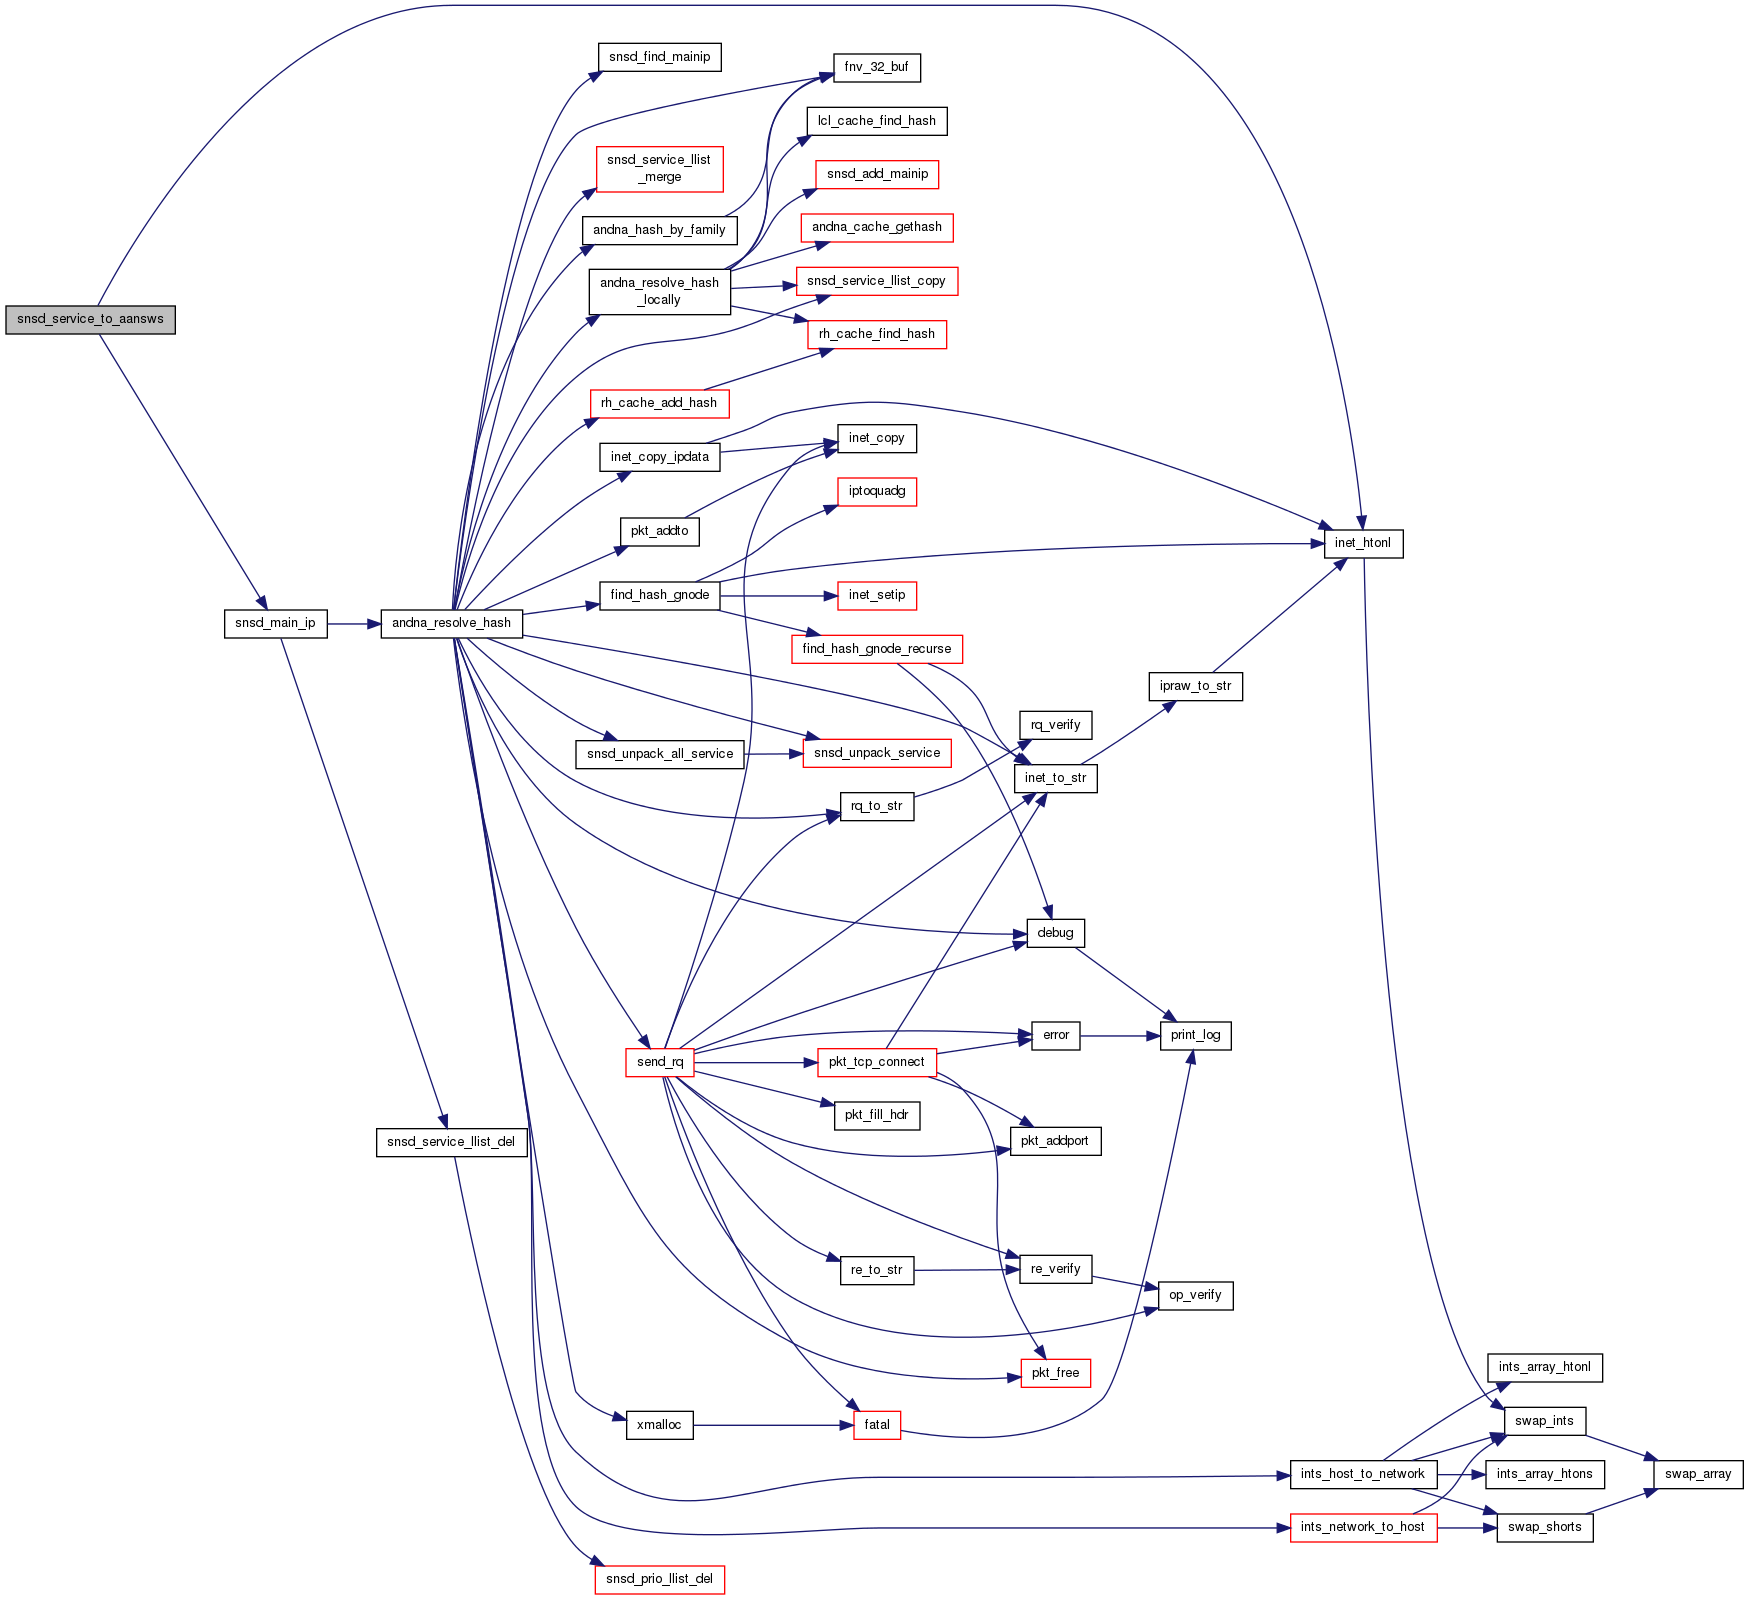 snsd_service_to_aansws
snsd_main_ip
andna_resolve_hash
snsd_service_llist_del
snsd_find_mainip
snsd_service_llist
_merge
andna_hash_by_family
andna_resolve_hash
_locally
rh_cache_add_hash
inet_copy_ipdata
pkt_addto
find_hash_gnode
snsd_unpack_all_service
send_rq
xmalloc
snsd_prio_llist_del
fnv_32_buf
lcl_cache_find_hash
snsd_add_mainip
andna_cache_gethash
snsd_service_llist_copy
rh_cache_find_hash
inet_copy
iptoquadg
inet_setip
find_hash_gnode_recurse
snsd_unpack_service
rq_to_str
pkt_tcp_connect
pkt_fill_hdr
re_to_str
fatal
rq_verify
inet_to_str
debug
error
pkt_addport
re_verify
pkt_free
ipraw_to_str
print_log
op_verify
inet_htonl
ints_host_to_network
ints_network_to_host
ints_array_htonl
swap_ints
ints_array_htons
swap_shorts
swap_array